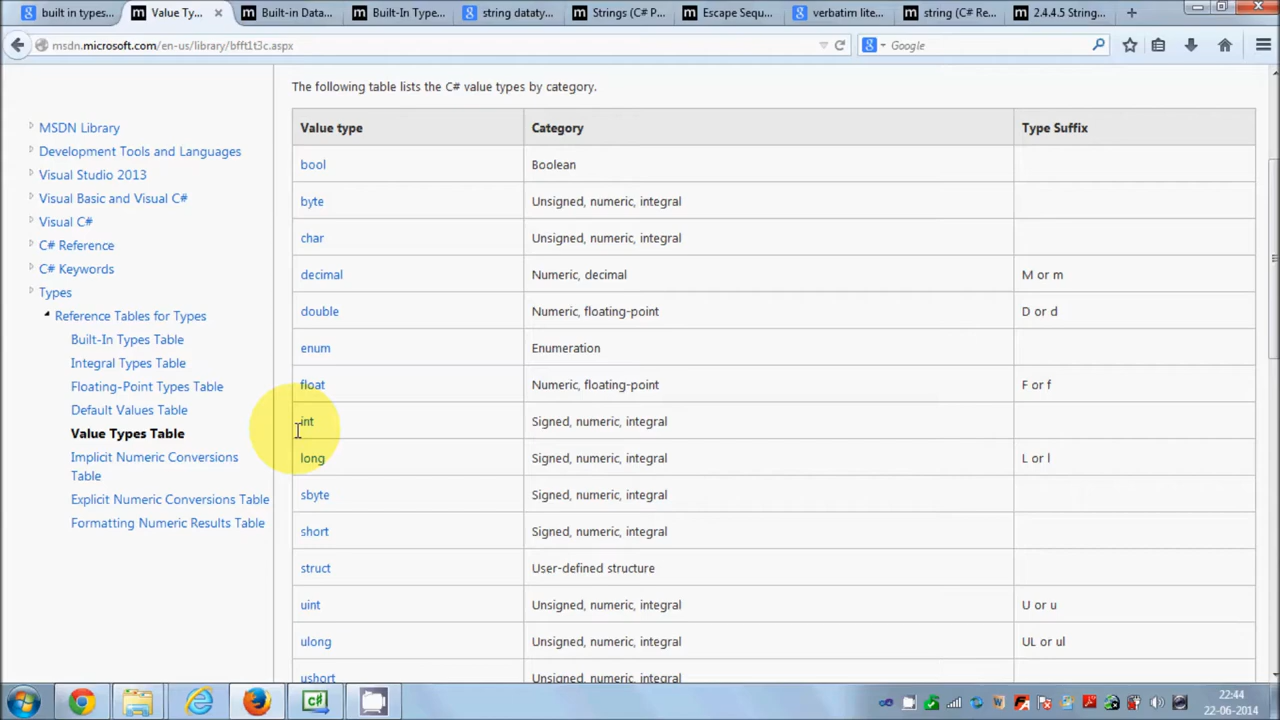 built in types...
Value Ty...
Built-in Data...
Built-In Type...
string dataty...
Strings (C# P...
Escape Sequ...
verbatirn lite...
string (C# Re...
2.4.4.5 String...
msdn.microsoft.com/en-us/library/bfft1t3c.aspx
Google
The following table lists the C# value types by category.
MSDN Library
Development Tools and Languages
Visual Studio 2013
Visual Basic and Visual C#
Visual C#
C# Reference
C# Keywords
Types
Reference Tables for Types
Built-In Types Table
Integral Types Table
Floating-Point Types Table
Default Values Table
Value Types Table
Implicit Numeric Conversions
Table
Explicit Numeric Conversions Table
Formatting Numeric Results Table
Value type Category Type Suffix
bool Boolean
byte Unsigned, numeric, integral
char Unsigned, numeric, integral
decimal Numeric, decimal M or m
double Numeric, floating-point D or d
enum Enumeration
float Numeric, floating-point F or f
int Signed, numeric, integral
long Signed, numeric, integral L or l
sbyte Signed, numeric, integral
short Signed, numeric, integral
struct User-defined structure
uint Unsigned, numeric, integral U or u
ulong Unsigned, numeric, integral UL or ul
ushort Unsigned, numeric, integral
22:44
22-06-2014